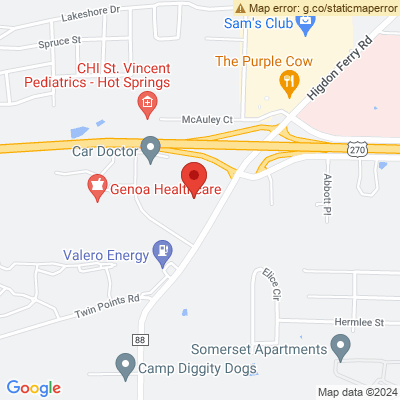 Map error: g.co/staticmaperror
Lakeshore Dr
Sam's Club
Spruce St
Higdon Ferry Rd
CHI St. Vincent
Pediatrics - Hot Springs
The Purple Cow
McAuley Ct
Car Doctor
270
Abbott Pl
Genoa Healthcare
Valero Energy
Elice Cir
Twin Points Rd
Hermlee St
88
Somerset Apartments
Camp Diggity Dogs
Google
Map data ©2024